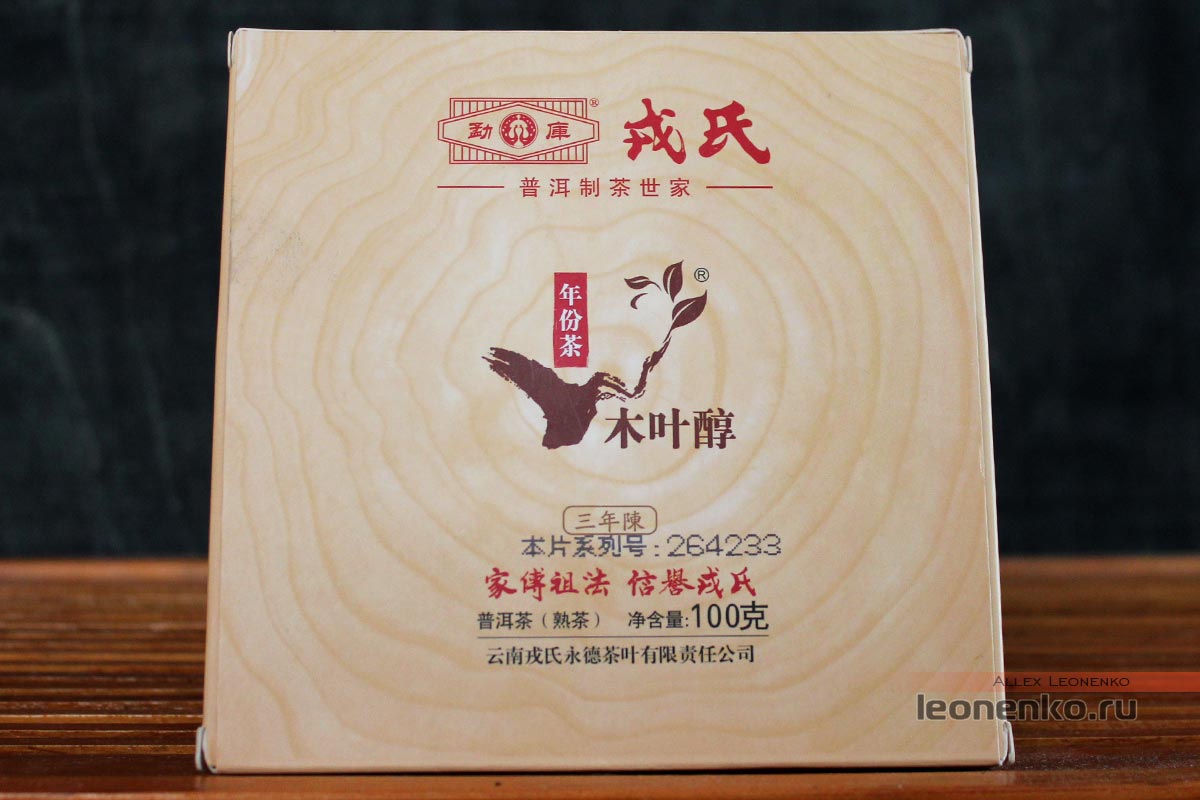 勐 庫 ® 戎氏
普洱制茶世家
年份茶
®
木叶醇
三年陳
本片系列号:264233
家传祖法 信誉戎氏
普洱茶（熟茶） 净含量:100克
云南戎氏永德茶叶有限责任公司
ALLEX LEONENKO
leonenko.ru